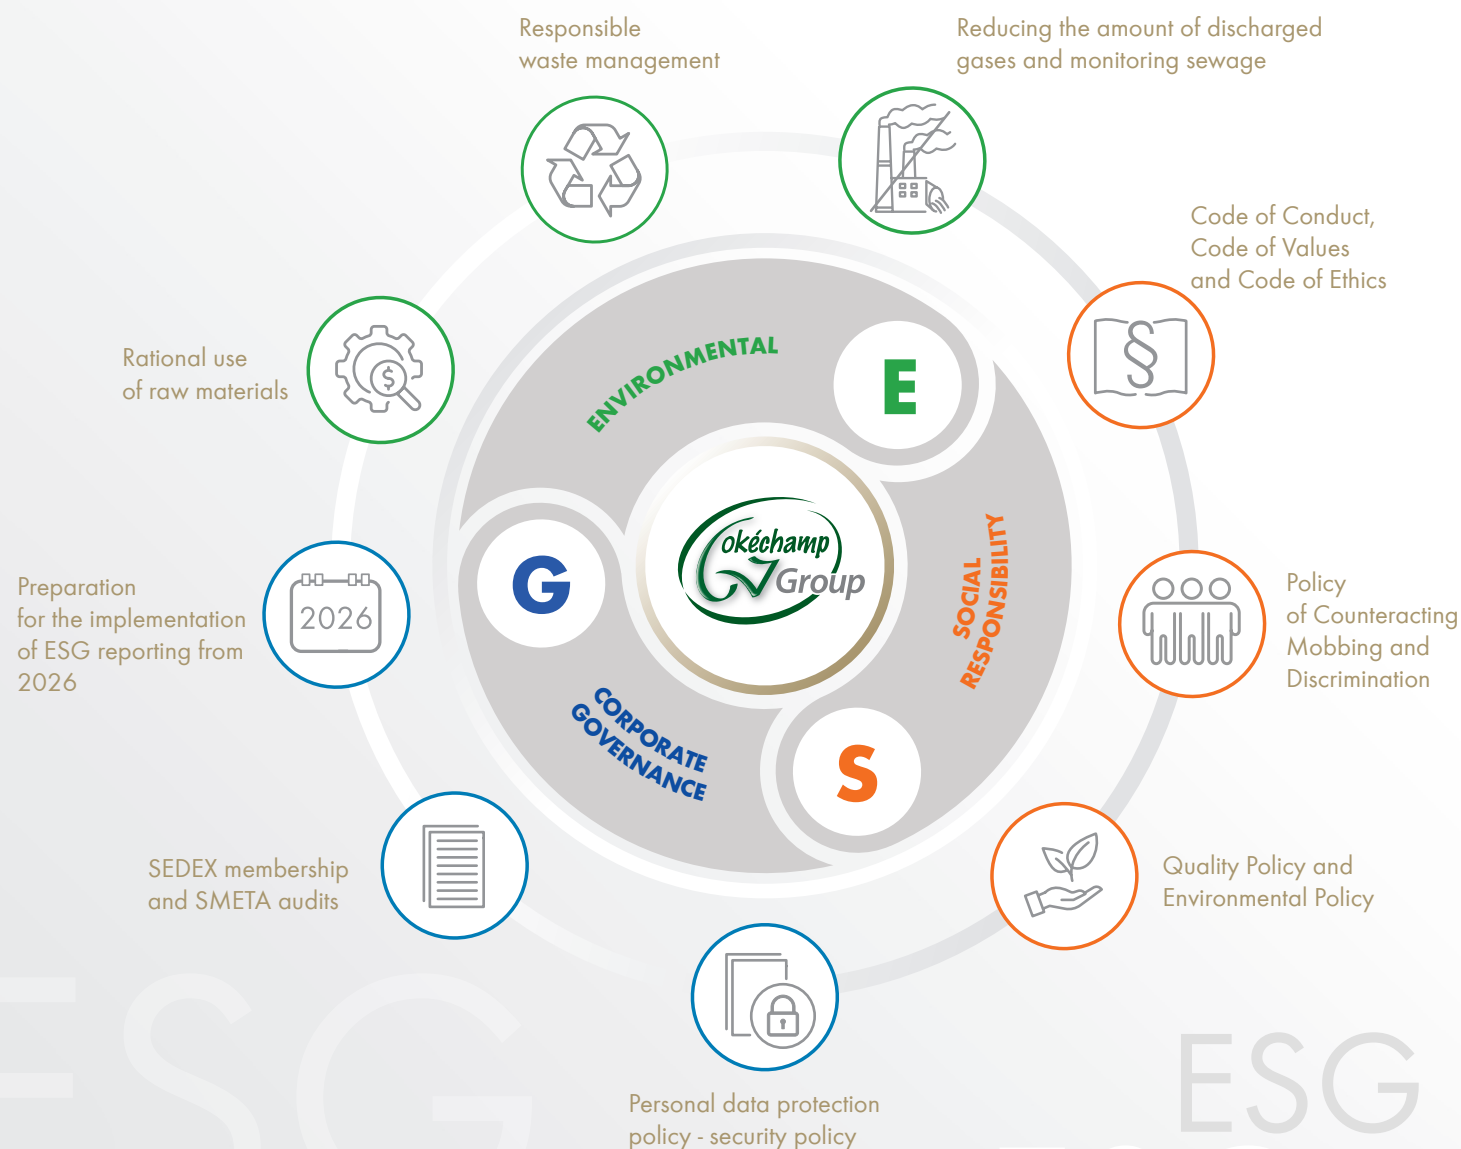 Responsible
waste management
Reducing the amount of discharged
gases and monitoring sewage
Code of Conduct,
Code of Values
and Code of Ethics
Rational use
of raw materials
$
§
ENVIRONMENTAL
E
okéchamp
Group
G
SOCIAL
RESPONSIBILITY
Preparation
for the implementation
of ESG reporting from
2026
2026
Policy
of Counteracting
Mobbing and
Discrimination
CORPORATE
GOVERNANCE
S
SEDEX membership
and SMETA audits
Quality Policy and
Environmental Policy
Personal data protection
policy - security policy
ESG
ESG